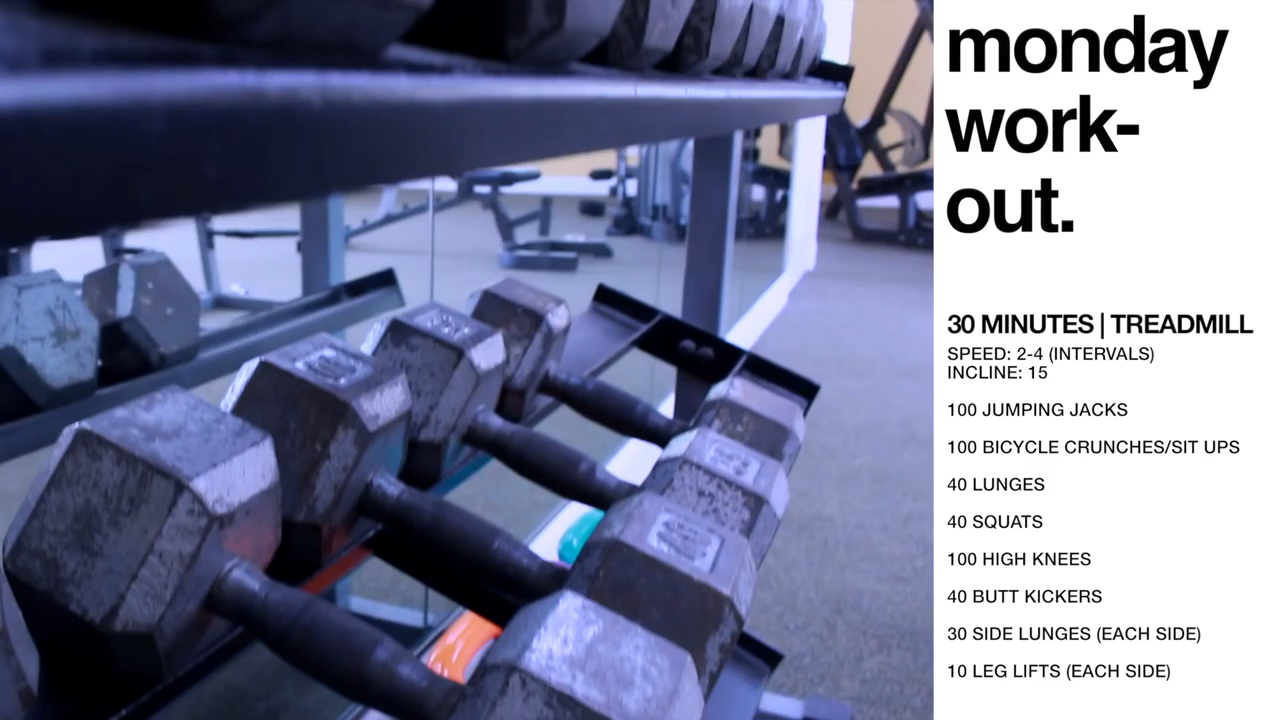 monday
work-
out.
30 MINUTES | TREADMILL
SPEED: 2-4 (INTERVALS)
INCLINE: 15
100 JUMPING JACKS
100 BICYCLE CRUNCHES/SIT UPS
40 LUNGES
40 SQUATS
100 HIGH KNEES
40 BUTT KICKERS
30 SIDE LUNGES (EACH SIDE)
10 LEG LIFTS (EACH SIDE)